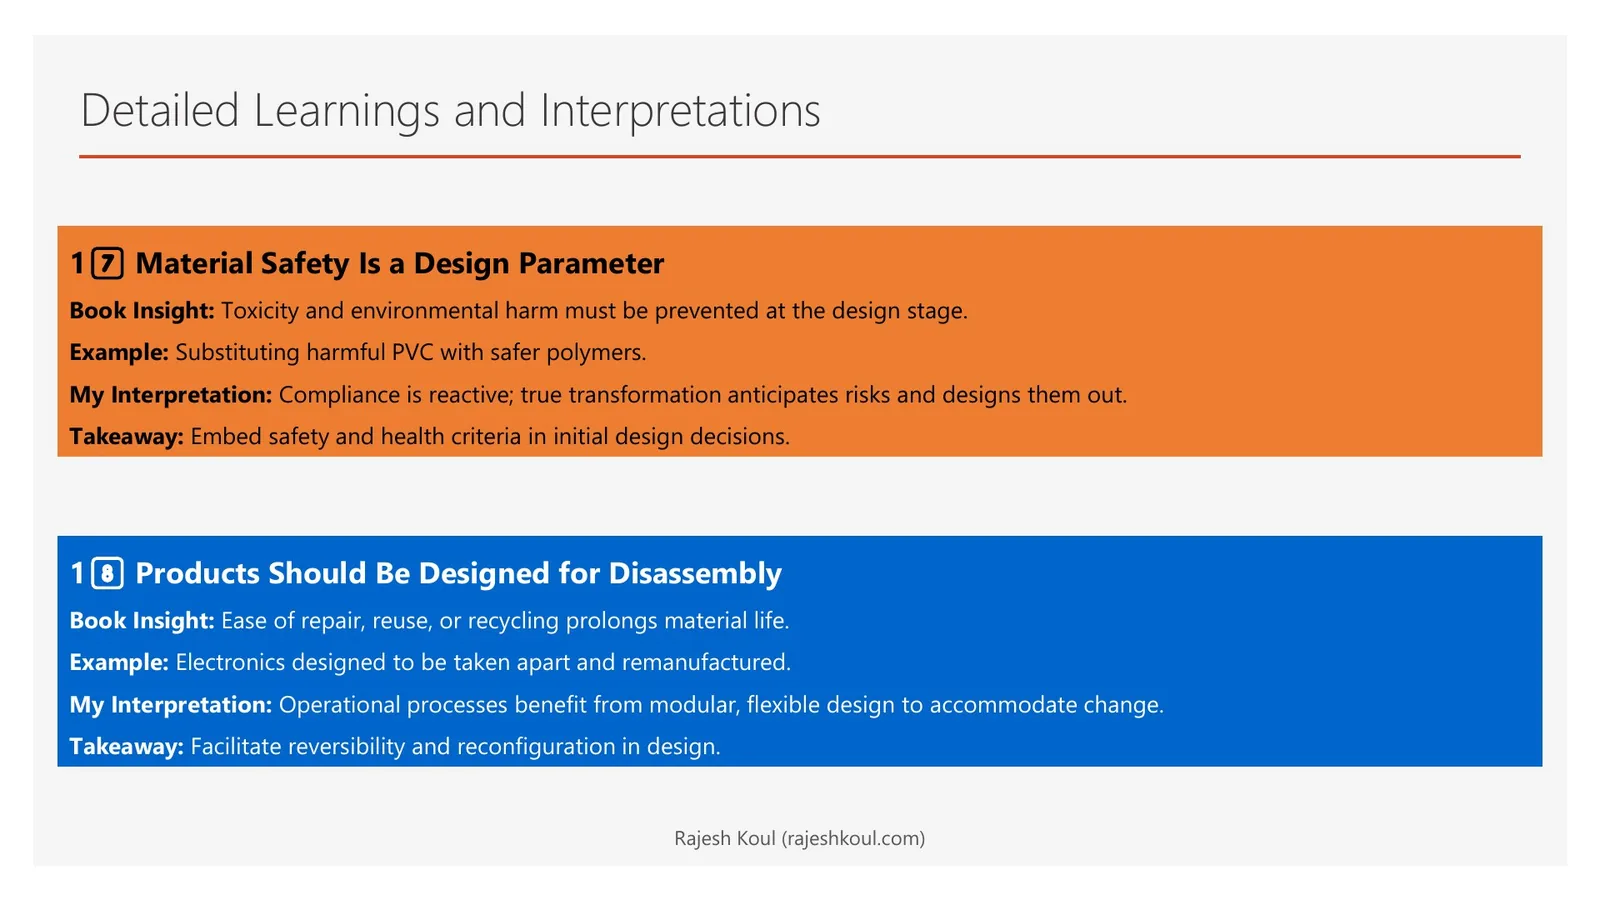 Detailed Learnings and Interpretations
17️⃣ Material Safety Is a Design Parameter
Book Insight: Toxicity and environmental harm must be prevented at the design stage.
Example: Substituting harmful PVC with safer polymers.
My Interpretation: Compliance is reactive; true transformation anticipates risks and designs them out.
Takeaway: Embed safety and health criteria in initial design decisions.
18️⃣ Products Should Be Designed for Disassembly
Book Insight: Ease of repair, reuse, or recycling prolongs material life.
Example: Electronics designed to be taken apart and remanufactured.
My Interpretation: Operational processes benefit from modular, flexible design to accommodate change.
Takeaway: Facilitate reversibility and reconfiguration in design.
Rajesh Koul (rajeshkoul.com)